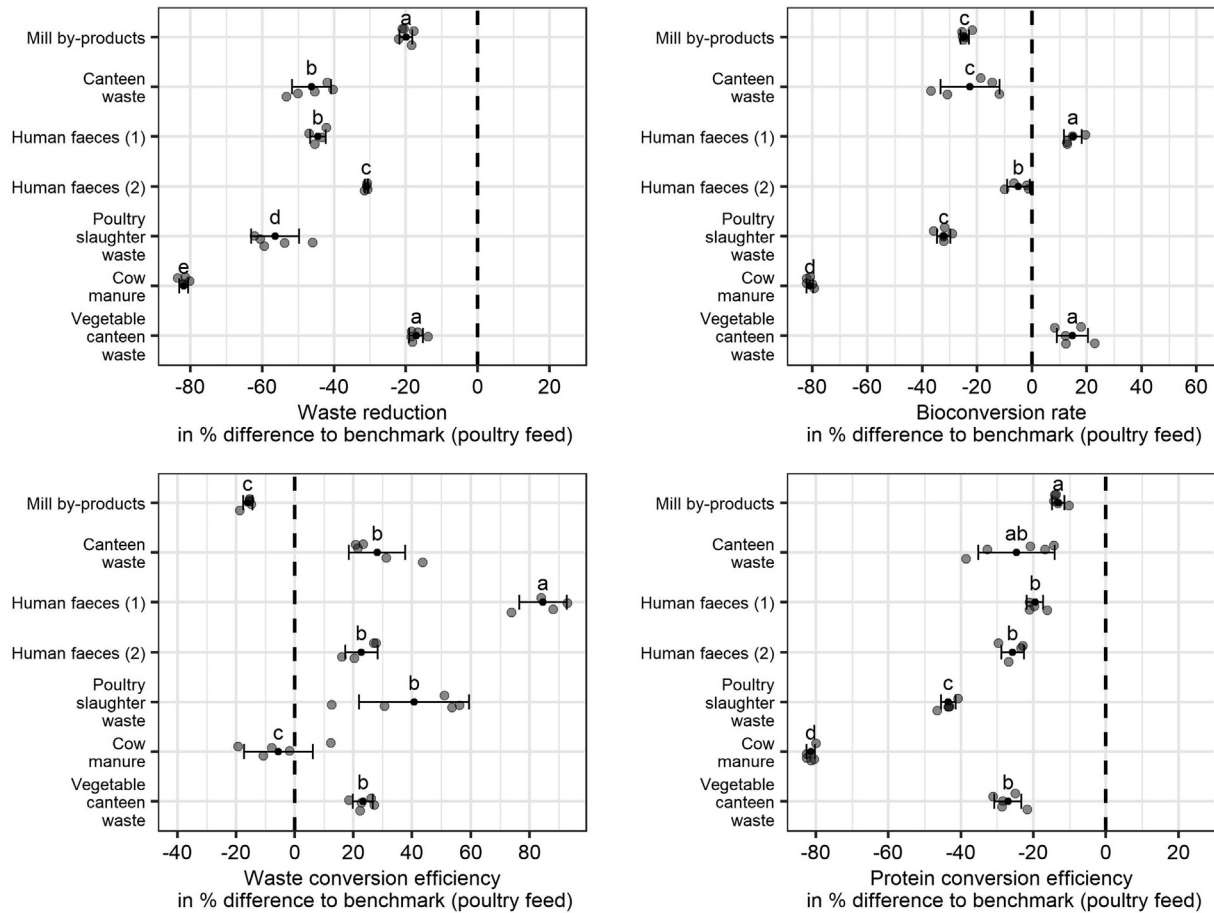 Mill by-products
a
Canteen
waste
b
Human faeces (1)
b
Human faeces (2)
c
Poultry
slaughter
waste
d
Cow
manure
e
Vegetable
canteen
waste
a
-80 -60 -40 -20 0 20
Waste reduction
in % difference to benchmark (poultry feed)
Mill by-products
c
Canteen
waste
c
Human faeces (1)
a
Human faeces (2)
b
Poultry
slaughter
waste
c
Cow
manure
d
Vegetable
canteen
waste
a
-80 -60 -40 -20 0 20 40 60
Bioconversion rate
in % difference to benchmark (poultry feed)
Mill by-products
c
Canteen
waste
b
Human faeces (1)
a
Human faeces (2)
b
Poultry
slaughter
waste
b
Cow
manure
c
Vegetable
canteen
waste
b
-40 -20 0 20 40 60 80
Waste conversion efficiency
in % difference to benchmark (poultry feed)
Mill by-products
a
Canteen
waste
ab
Human faeces (1)
b
Human faeces (2)
b
Poultry
slaughter
waste
c
Cow
manure
d
Vegetable
canteen
waste
b
-80 -60 -40 -20 0 20
Protein conversion efficiency
in % difference to benchmark (poultry feed)